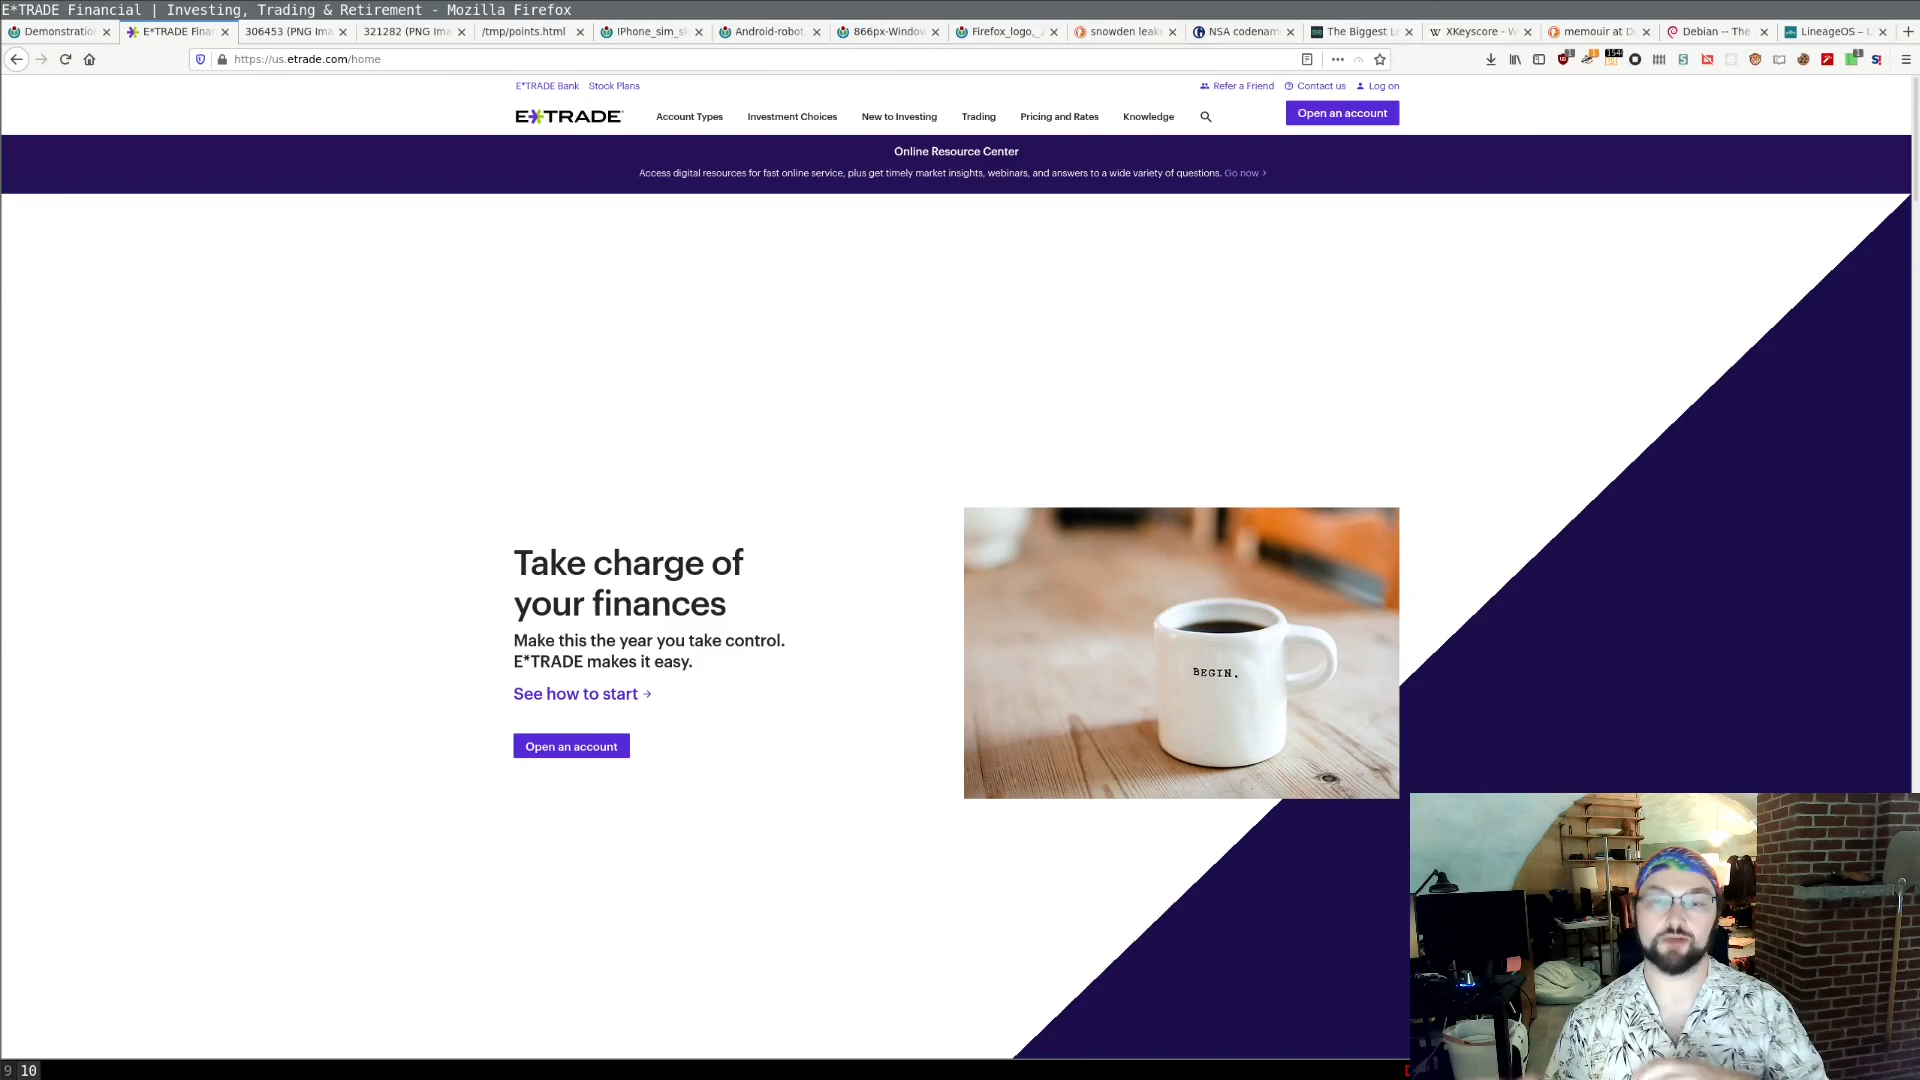 E*TRADE Financial | Investing, Trading & Retirement - Mozilla Firefox
Demonstratio
E*TRADE Finan
306453 (PNG Ima
321282 (PNG Ima
/tmp/points.html
IPhone_sim_s
Android-robot
866px-Window
Firefox_logo,_2
snowden leake
NSA codenam
The Biggest Le
XKeyscore - W
memouir at D
Debian -- The
LineageOS – L
https://us.etrade.com/home
E*TRADE Bank Stock Plans
Refer a Friend Contact us Log on
E*TRADE
Account Types Investment Choices New to Investing Trading Pricing and Rates Knowledge
Open an account
Online Resource Center
Access digital resources for fast online service, plus get timely market insights, webinars, and answers to a wide variety of questions. Go now
Take charge of
your finances
Make this the year you take control.
E*TRADE makes it easy.
See how to start
Open an account
BEGIN.
9 10